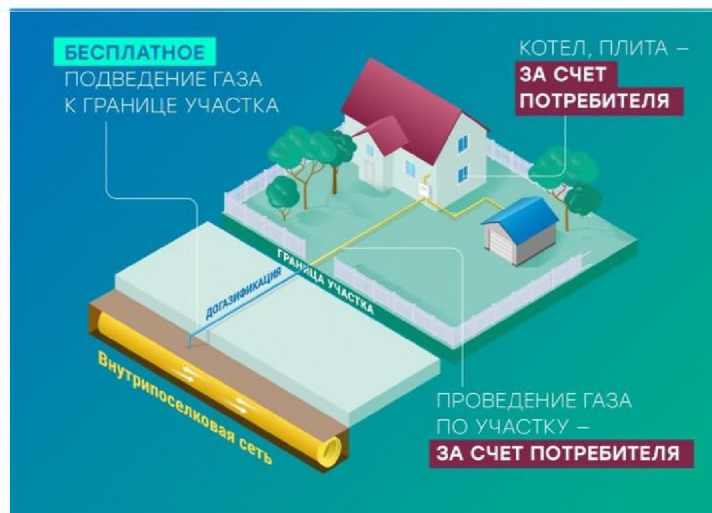 БЕСПЛАТНОЕ
ПОДВЕДЕНИЕ ГАЗА
К ГРАНИЦЕ УЧАСТКА
КОТЕЛ, ПЛИТА –
ЗА СЧЕТ
ПОТРЕБИТЕЛЯ
ГРАНИЦА УЧАСТКА
ДОГАЗИФИКАЦИЯ
Внутрипоселковая сеть
ПРОВЕДЕНИЕ ГАЗА
ПО УЧАСТКУ –
ЗА СЧЕТ ПОТРЕБИТЕЛЯ